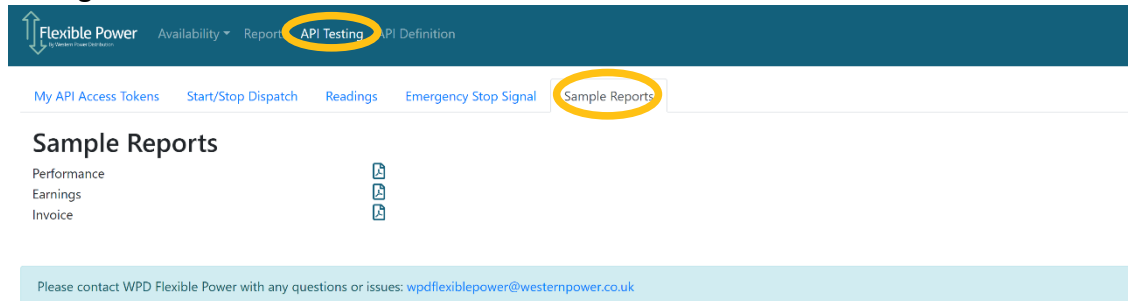 Flexible Power
by Western Power Distribution
Availability Report API Testing API Definition
My API Access Tokens Start/Stop Dispatch Readings Emergency Stop Signal Sample Reports
Sample Reports
Performance
Earnings
Invoice
Please contact WPD Flexible Power with any questions or issues: wpdflexiblepower@westernpower.co.uk